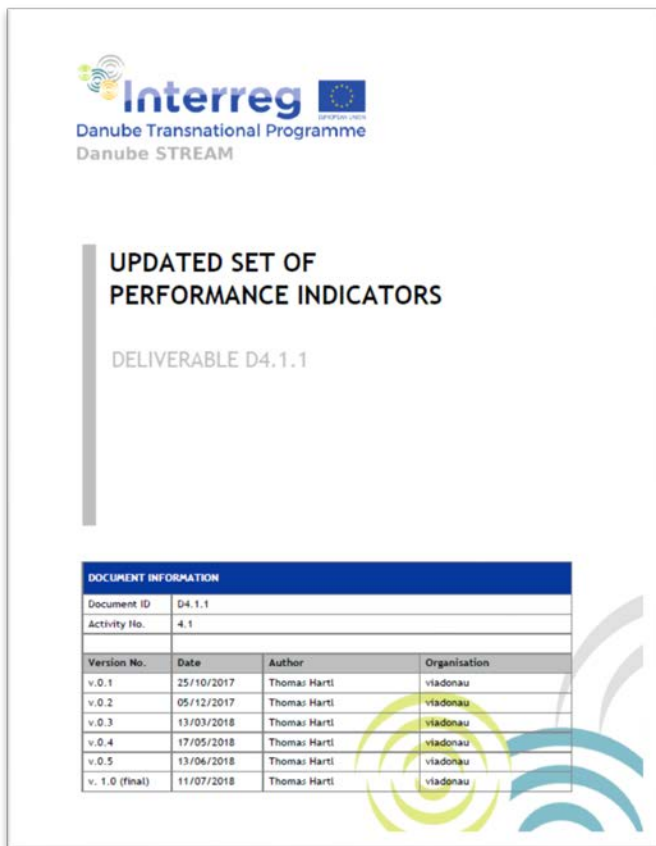 Interreg
EUROPEAN UNION
Danube Transnational Programme
Danube STREAM
UPDATED SET OF
PERFORMANCE INDICATORS
DELIVERABLE D4.1.1
DOCUMENT INFORMATION
Document ID D4.1.1
Activity No. 4.1
Version No. Date Author Organisation
v.0.1 25/10/2017 Thomas Hartl viadonau
v.0.2 05/12/2017 Thomas Hartl viadonau
v.0.3 13/03/2018 Thomas Hartl viadonau
v.0.4 17/05/2018 Thomas Hartl viadonau
v.0.5 13/06/2018 Thomas Hartl viadonau
v. 1.0 (final) 11/07/2018 Thomas Hartl viadonau